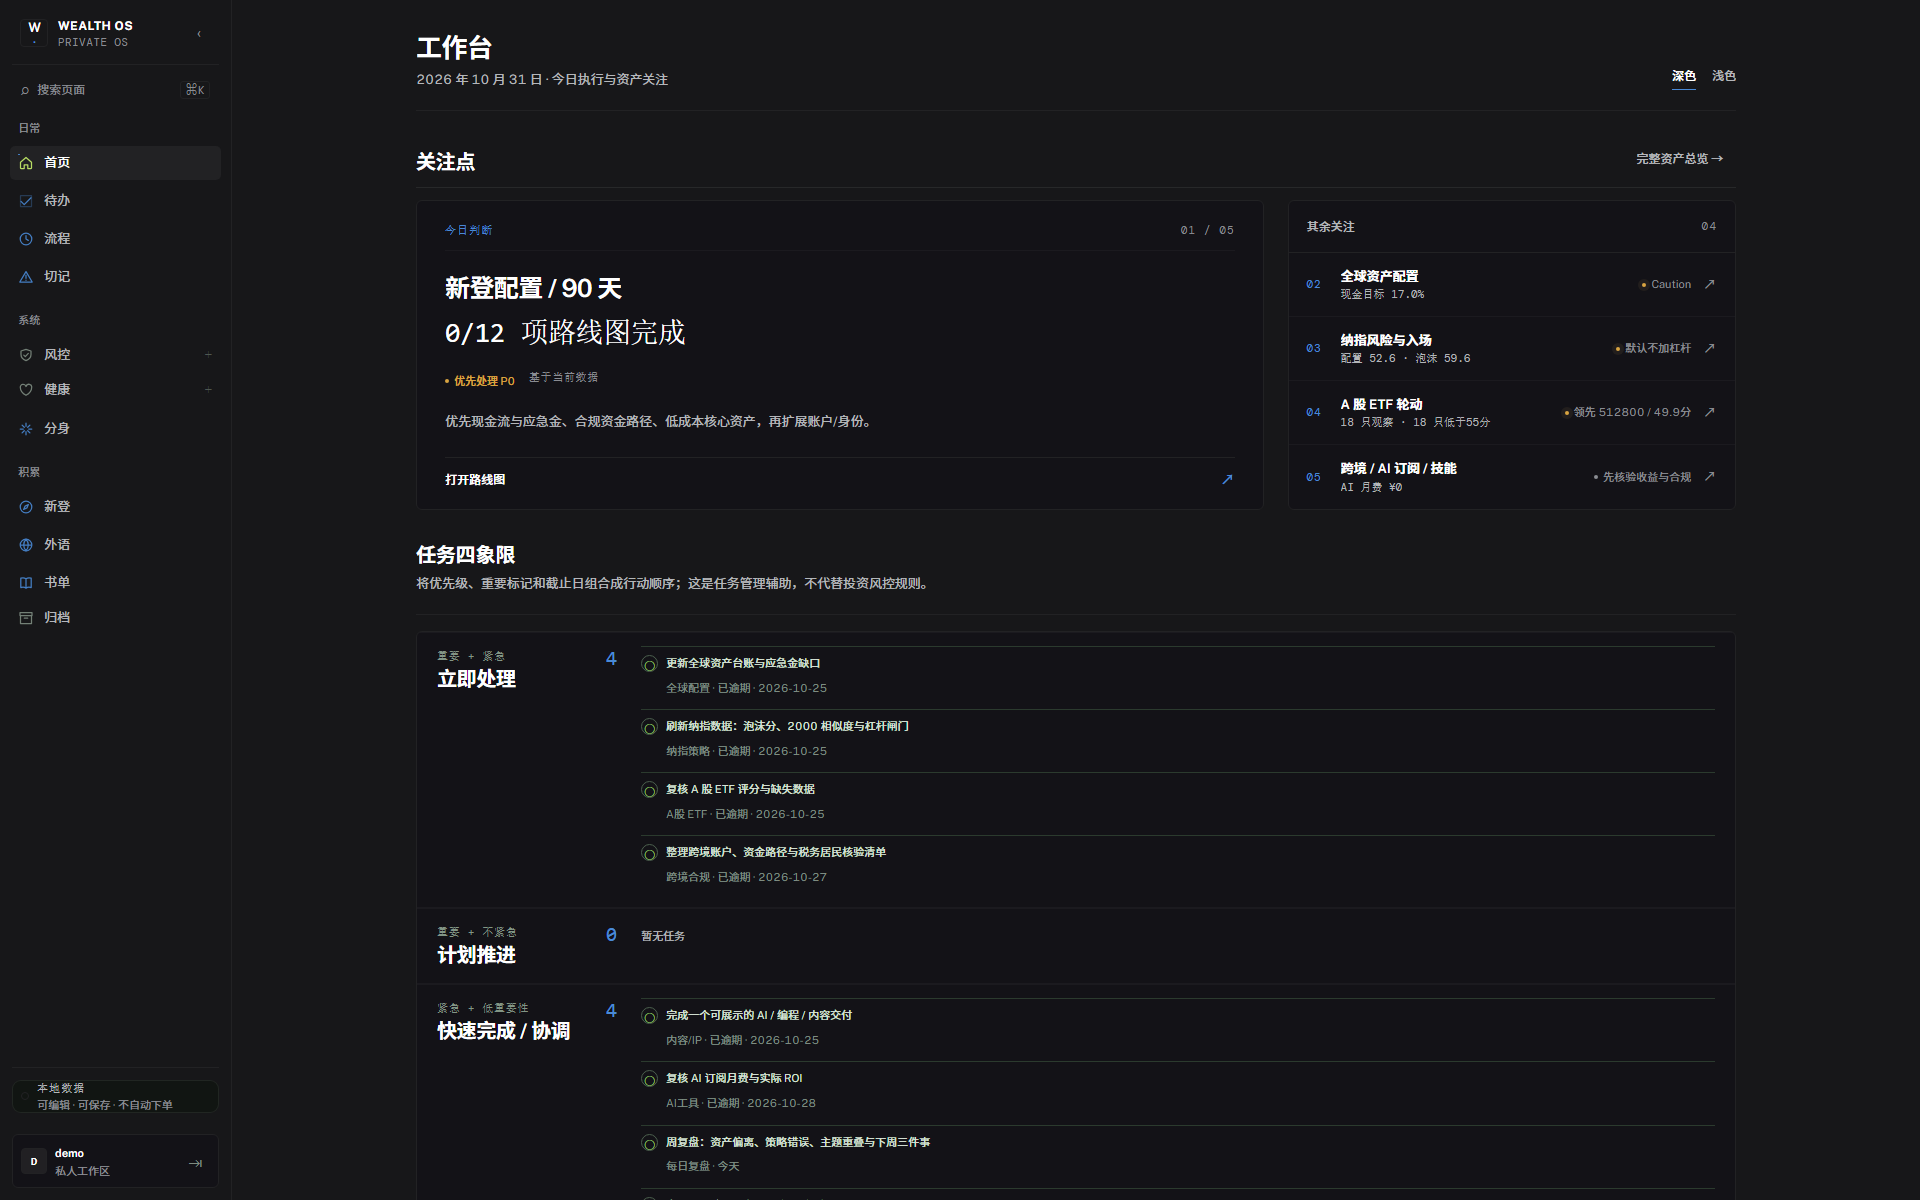 W
WEALTH OS
PRIVATE OS
搜索页面
⌘K
日常
首页
待办
流程
切记
系统
风控
+
健康
+
分身
积累
新登
外语
书单
归档
本地数据
可编辑 · 可保存 · 不自动下单
D
demo
私人工作区
工作台
2026 年 10 月 31 日 · 今日执行与资产关注
深色
浅色
关注点
完整资产总览 →
今日判断
01 / 05
新登配置 / 90 天
0/12 项路线图完成
优先处理 P0
基于当前数据
优先现金流与应急金、合规资金路径、低成本核心资产，再扩展账户/身份。
打开路线图
↗
其余关注
04
02
全球资产配置
现金目标 17.0%
Caution ↗
03
纳指风险与入场
配置 52.6 · 泡沫 59.6
默认不加杠杆 ↗
04
A 股 ETF 轮动
18 只观察 · 18 只低于55分
领先 512800 / 49.9分 ↗
05
跨境 / AI 订阅 / 技能
AI 月费 ¥0
先核验收益与合规 ↗
任务四象限
将优先级、重要标记和截止日组合成行动顺序；这是任务管理辅助，不代替投资风控规则。
重要 + 紧急
立即处理
4
更新全球资产台账与应急金缺口
全球配置 · 已逾期 · 2026-10-25
刷新纳指数据：泡沫分、2000 相似度与杠杆闸门
纳指策略 · 已逾期 · 2026-10-25
复核 A 股 ETF 评分与缺失数据
A股 ETF · 已逾期 · 2026-10-25
整理跨境账户、资金路径与税务居民核验清单
跨境合规 · 已逾期 · 2026-10-27
重要 + 不紧急
计划推进
0
暂无任务
紧急 + 低重要性
快速完成 / 协调
4
完成一个可展示的 AI / 编程 / 内容交付
内容/IP · 已逾期 · 2026-10-25
复核 AI 订阅月费与实际 ROI
AI工具 · 已逾期 · 2026-10-28
周复盘：资产偏离、策略错误、主题重叠与下周三件事
每日复盘 · 今天